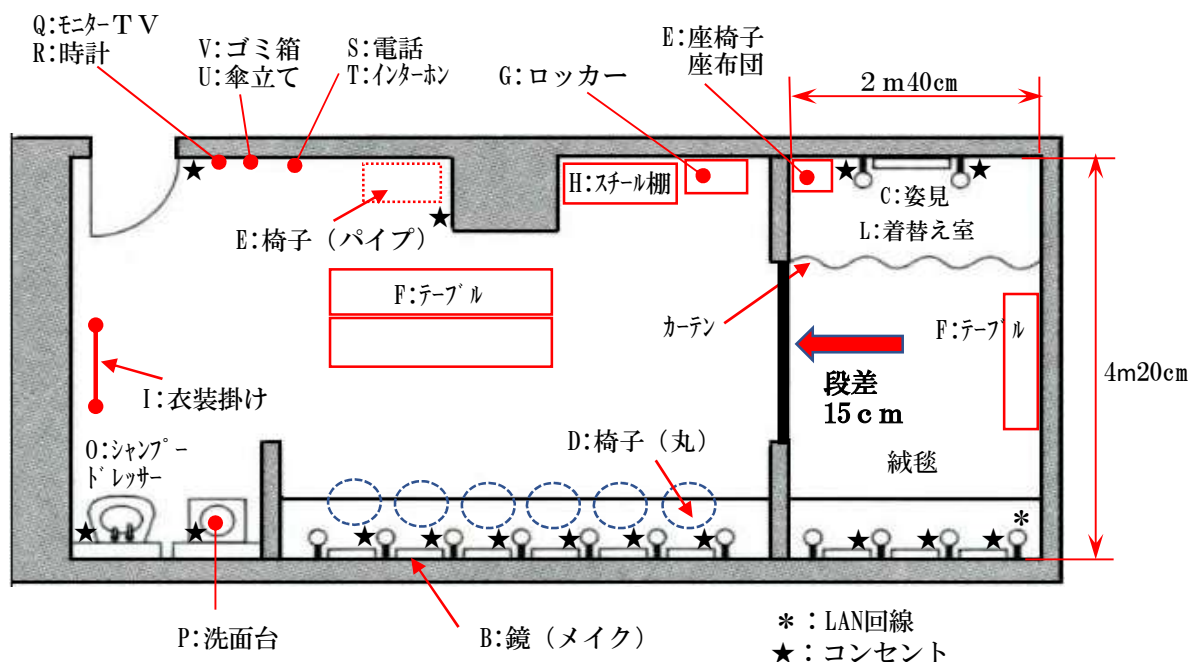 Q:ﾓﾆﾀｰＴＶ
R:時計
V:ゴミ箱
U:傘立て
S:電話
T:ｲﾝﾀｰﾎﾝ
G:ロッカー
E:座椅子
座布団
２ｍ40cm
H:ｽﾁｰﾙ棚
C:姿見
L:着替え室
E:椅子（パイプ）
F:ﾃｰﾌﾞﾙ
カーテン
F:ﾃｰﾌﾞﾙ
4ｍ20cm
段差
15ｃｍ
I:衣装掛け
O:ｼｬﾝﾌﾟｰ
ﾄﾞﾚｯｻｰ
D:椅子（丸）
絨毯
P:洗面台
B:鏡（メイク）
＊：LAN回線
★：コンセント